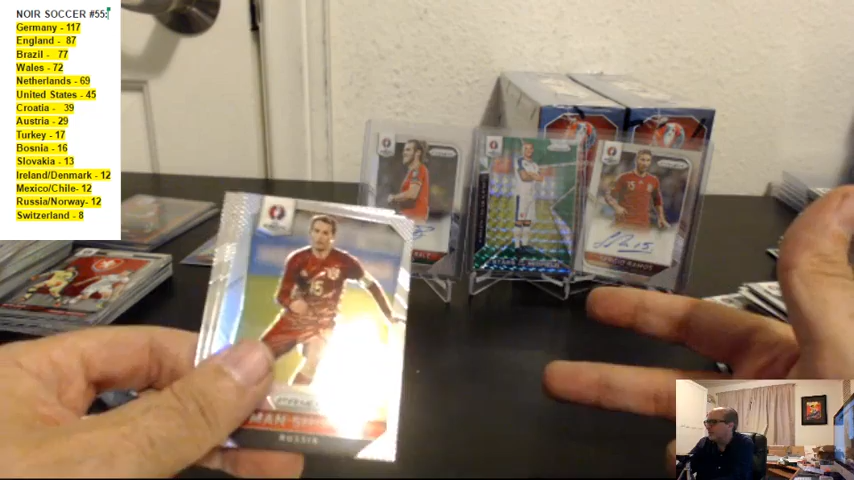 NOIR SOCCER #55:
Germany - 117
England - 87
Brazil - 77
Wales - 72
Netherlands - 69
United States - 45
Croatia - 39
Austria - 29
Turkey - 17
Bosnia - 16
Slovakia - 13
Ireland/Denmark - 12
Mexico/Chile- 12
Russia/Norway- 12
Switzerland - 8
RUSSIA